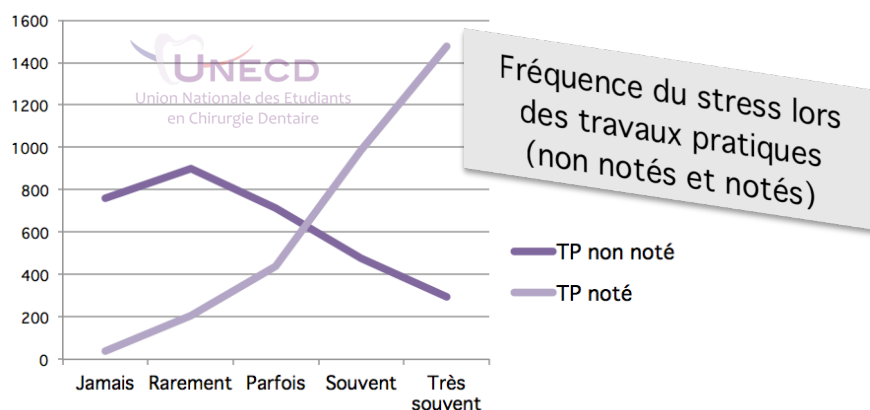 UNECD
Union Nationale des Etudiants
en Chirurgie Dentaire
Fréquence du stress lors
des travaux pratiques
(non notés et notés)
1600
1400
1200
1000
800
600
400
200
0
Jamais Rarement Parfois Souvent Très
souvent
TP non noté
TP noté